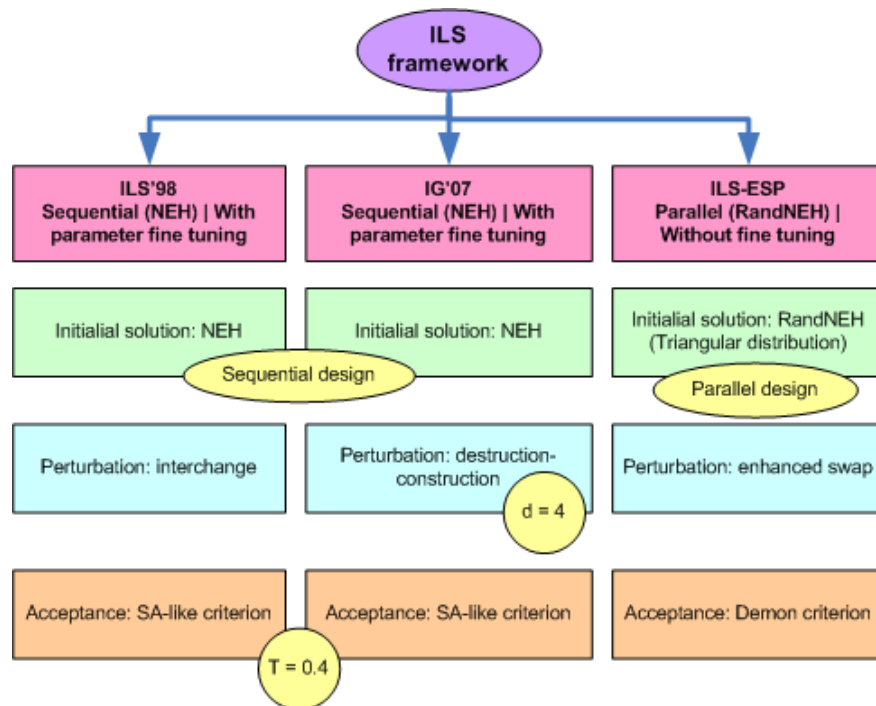 ILS
framework
ILS'98
Sequential (NEH) | With
parameter fine tuning
IG'07
Sequential (NEH) | With
parameter fine tuning
ILS-ESP
Parallel (RandNEH) |
Without fine tuning
Initialial solution: NEH
Initialial solution: NEH
Initialial solution: RandNEH
(Triangular distribution)
Sequential design
Parallel design
Perturbation: interchange
Perturbation: destruction-
construction
Perturbation: enhanced swap
d = 4
Acceptance: SA-like criterion
Acceptance: SA-like criterion
Acceptance: Demon criterion
T = 0.4